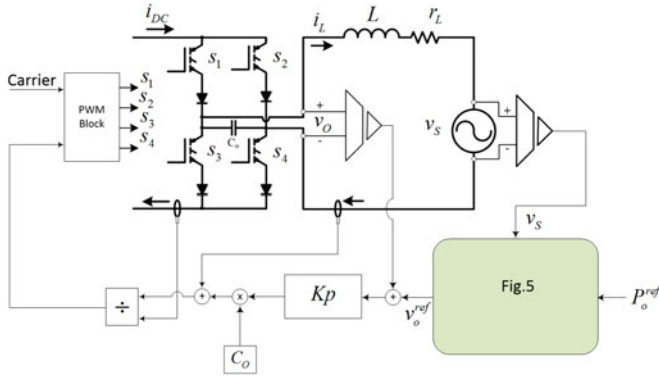 i_DC
i_L
L
r_L
s_1
s_2
Carrier
PWM
Block
s_1
s_2
s_3
s_4
+
v_O
-
C_o
s_3
s_4
v_S
+
-
v_S
Fig.5
P_o^ref
v_o^ref
+
Kp
x
+
÷
C_O